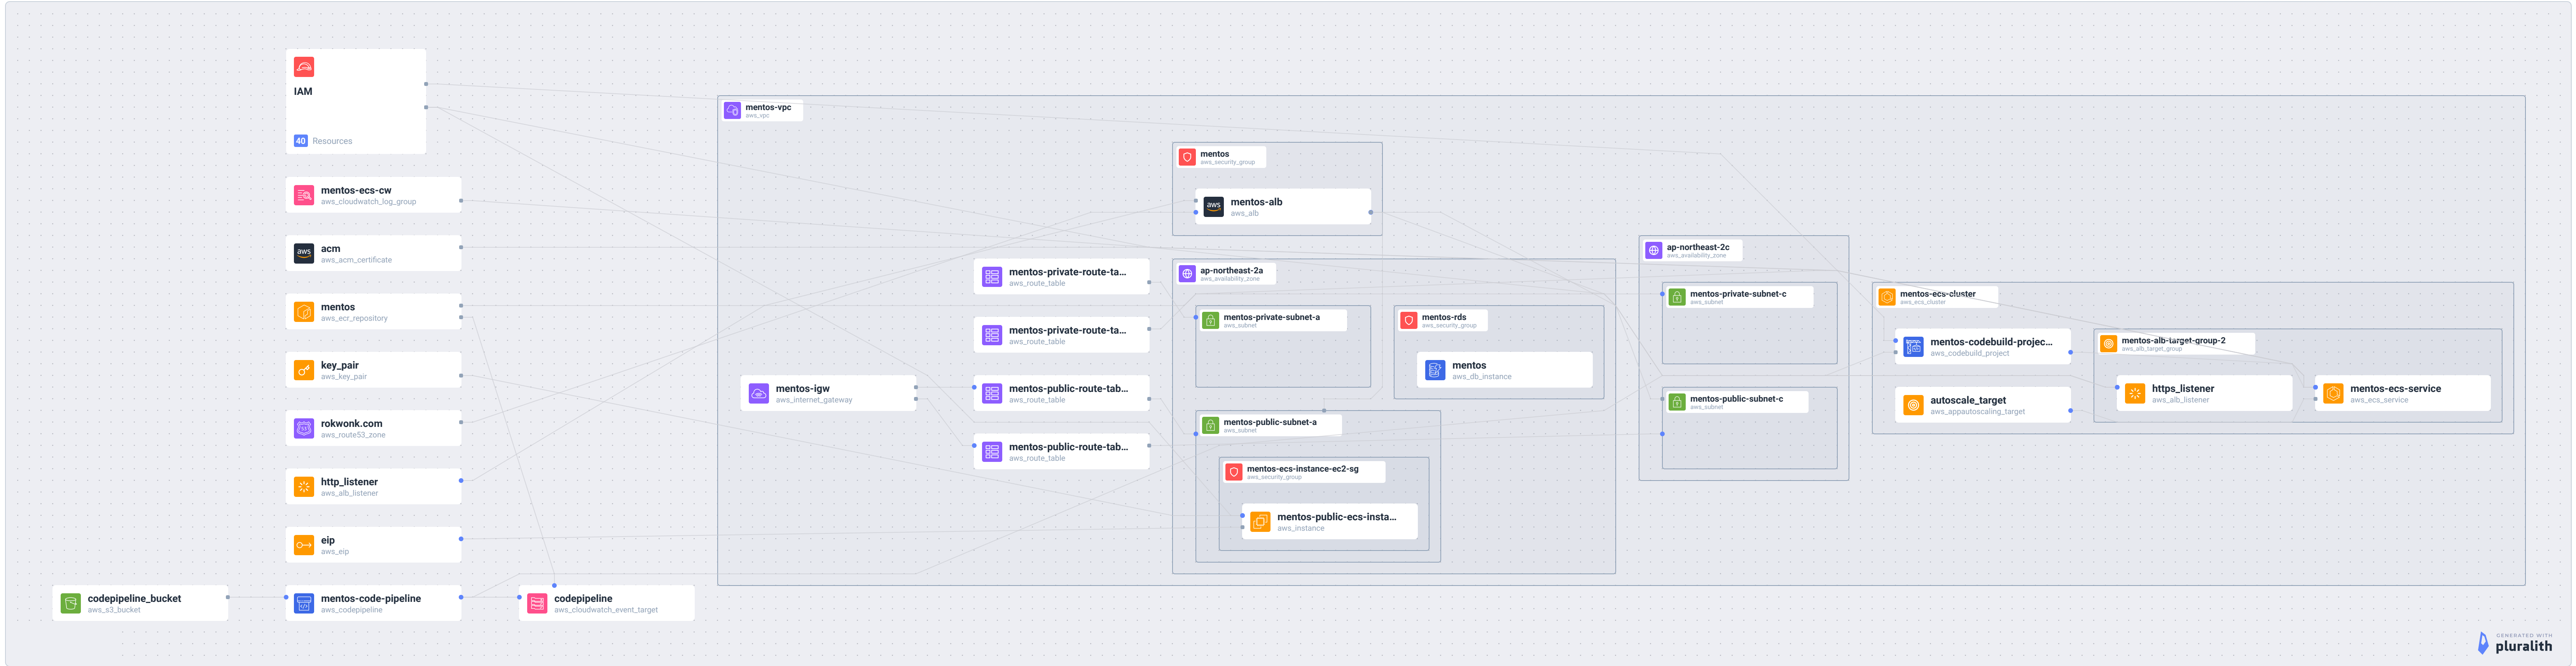 IAM
40 Resources
mentos-ecs-cw
aws_cloudwatch_log_group
acm
aws_acm_certificate
mentos
aws_ecr_repository
key_pair
aws_key_pair
rokwonk.com
aws_route53_zone
http_listener
aws_alb_listener
eip
aws_eip
codepipeline_bucket
aws_s3_bucket
mentos-code-pipeline
aws_codepipeline
codepipeline
aws_cloudwatch_event_target
mentos-vpc
aws_vpc
mentos-igw
aws_internet_gateway
mentos-private-route-ta...
aws_route_table
mentos-private-route-ta...
aws_route_table
mentos-public-route-tab...
aws_route_table
mentos-public-route-tab...
aws_route_table
mentos
aws_security_group
aws
mentos-alb
aws_alb
ap-northeast-2a
aws_availability_zone
mentos-private-subnet-a
aws_subnet
mentos-rds
aws_security_group
mentos
aws_db_instance
mentos-public-subnet-a
aws_subnet
mentos-ecs-instance-ec2-sg
aws_security_group
mentos-public-ecs-insta...
aws_instance
ap-northeast-2c
aws_availability_zone
mentos-private-subnet-c
aws_subnet
mentos-public-subnet-c
aws_subnet
mentos-ecs-cluster
aws_ecs_cluster
mentos-codebuild-projec...
aws_codebuild_project
autoscale_target
aws_appautoscaling_target
mentos-alb-target-group-2
aws_alb_target_group
https_listener
aws_alb_listener
mentos-ecs-service
aws_ecs_service
GENERATED WITH
pluralith